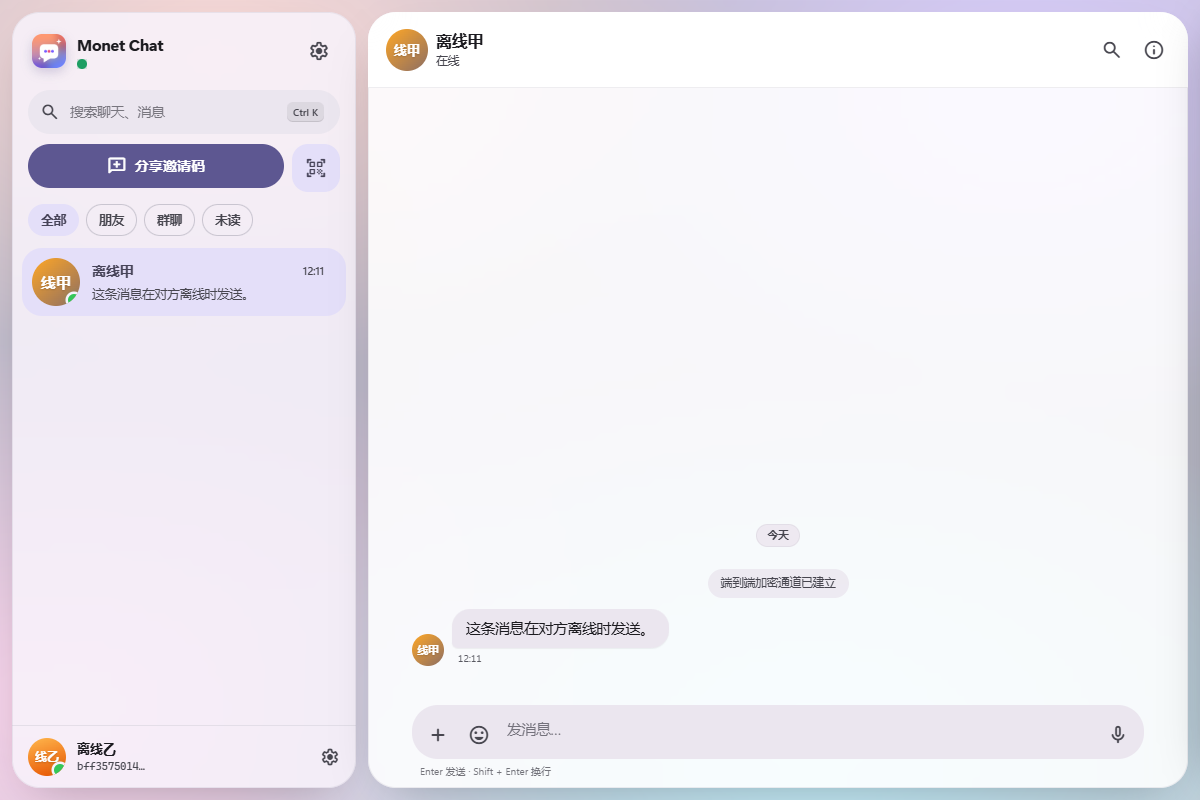 Monet Chat
搜索聊天、消息
Ctrl K
分享邀请码
全部
朋友
群聊
未读
线甲
离线甲
12:11
这条消息在对方离线时发送。
线乙
离线乙
bff3575014…
线甲
离线甲
在线
今天
端到端加密通道已建立
线甲
这条消息在对方离线时发送。
12:11
发消息…
Enter 发送 · Shift + Enter 换行